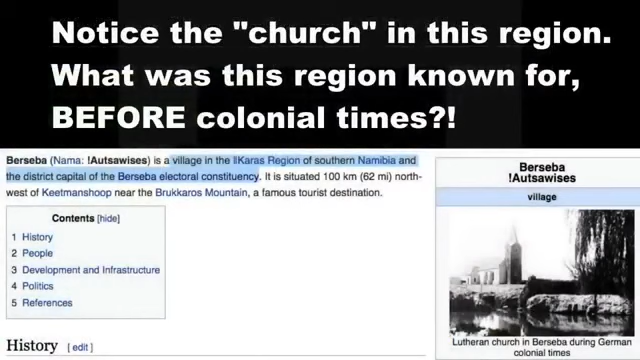 Notice the "church" in this region.
What was this region known for,
BEFORE colonial times?!
Berseba (Nama: !Autsawises) is a village in the ǁKaras Region of southern Namibia and
the district capital of the Berseba electoral constituency. It is situated 100 km (62 mi) north-
west of Keetmanshoop near the Brukkaros Mountain, a famous tourist destination.
Contents [hide]
1 History
2 People
3 Development and Infrastructure
4 Politics
5 References
History [ edit ]
Berseba
!Autsawises
village
Lutheran church in Berseba during German
colonial times